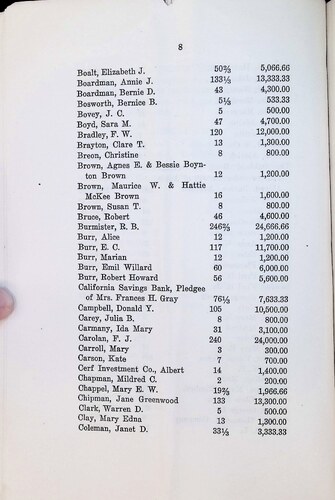 8
Boalt, Elizabeth J. 50⅔ 5,066.66
Boardman, Annie J. 133⅓ 13,333.33
Boardman, Bernie D. 43 4,300.00
Bosworth, Bernice B. 5⅓ 533.33
Bovey, J. C. 5 500.00
Boyd, Sara M. 47 4,700.00
Bradley, F. W. 120 12,000.00
Brayton, Clare T. 13 1,300.00
Breon, Christine 8 800.00
Brown, Agnes E. & Bessie Boyn-
ton Brown 12 1,200.00
Brown, Maurice W. & Hattie
McKee Brown 16 1,600.00
Brown, Susan T. 8 800.00
Bruce, Robert 46 4,600.00
Burmister, R. B. 246⅔ 24,666.66
Burr, Alice 12 1,200.00
Burr, E. C. 117 11,700.00
Burr, Marian 12 1,200.00
Burr, Emil Willard 60 6,000.00
Burr, Robert Howard 56 5,600.00
California Savings Bank, Pledgee
of Mrs. Frances H. Gray 76⅓ 7,633.33
Campbell, Donald Y. 105 10,500.00
Carey, Julia B. 8 800.00
Carmany, Ida Mary 31 3,100.00
Carolan, F. J. 240 24,000.00
Carroll, Mary 3 300.00
Carson, Kate 7 700.00
Cerf Investment Co., Albert 14 1,400.00
Chapman, Mildred C. 2 200.00
Chappel, Mary E. W. 19⅔ 1,966.66
Chipman, Jane Greenwood 133 13,300.00
Clark, Warren D. 5 500.00
Clay, Mary Edna 13 1,300.00
Coleman, Janet D. 33⅓ 3,333.33